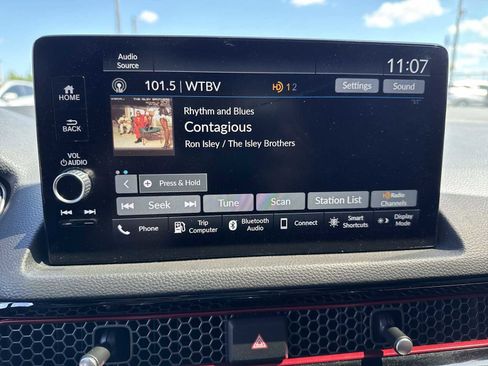 Audio
Source
11:07
HOME
101.5 | WTBV
HD 1 2
Settings
Sound
Rhythm and Blues
Contagious
Ron Isley / The Isley Brothers
BACK
VOL
AUDIO
Press & Hold
Seek
Tune
Scan
Station List
HD Radio
Channels
Phone
Trip
Computer
Bluetooth
Audio
Connect
Smart
Shortcuts
Display
Mode